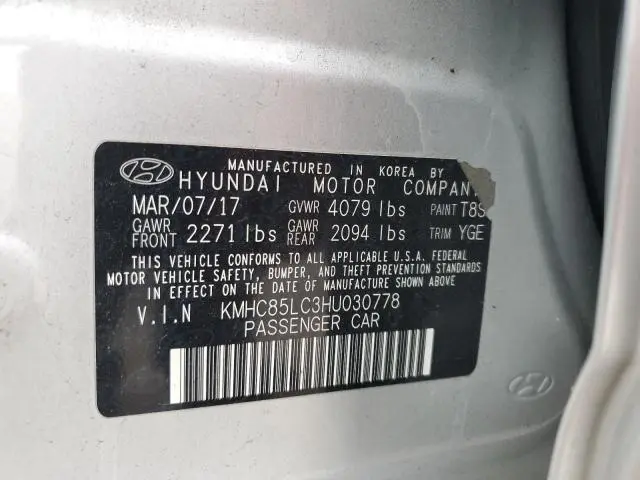 MANUFACTURED IN KOREA BY
HYUNDAI MOTOR COMPANY
MAR/07/17 GVWR 4079 lbs PAINT T8S
GAWR FRONT 2271 lbs GAWR REAR 2094 lbs TRIM YGE
THIS VEHICLE CONFORMS TO ALL APPLICABLE U.S.A. FEDERAL
MOTOR VEHICLE SAFETY, BUMPER, AND THEFT PREVENTION STANDARDS
IN EFFECT ON THE DATE OF MANUFACTURE SHOWN ABOVE
V.I.N KMHC85LC3HU030778
PASSENGER CAR